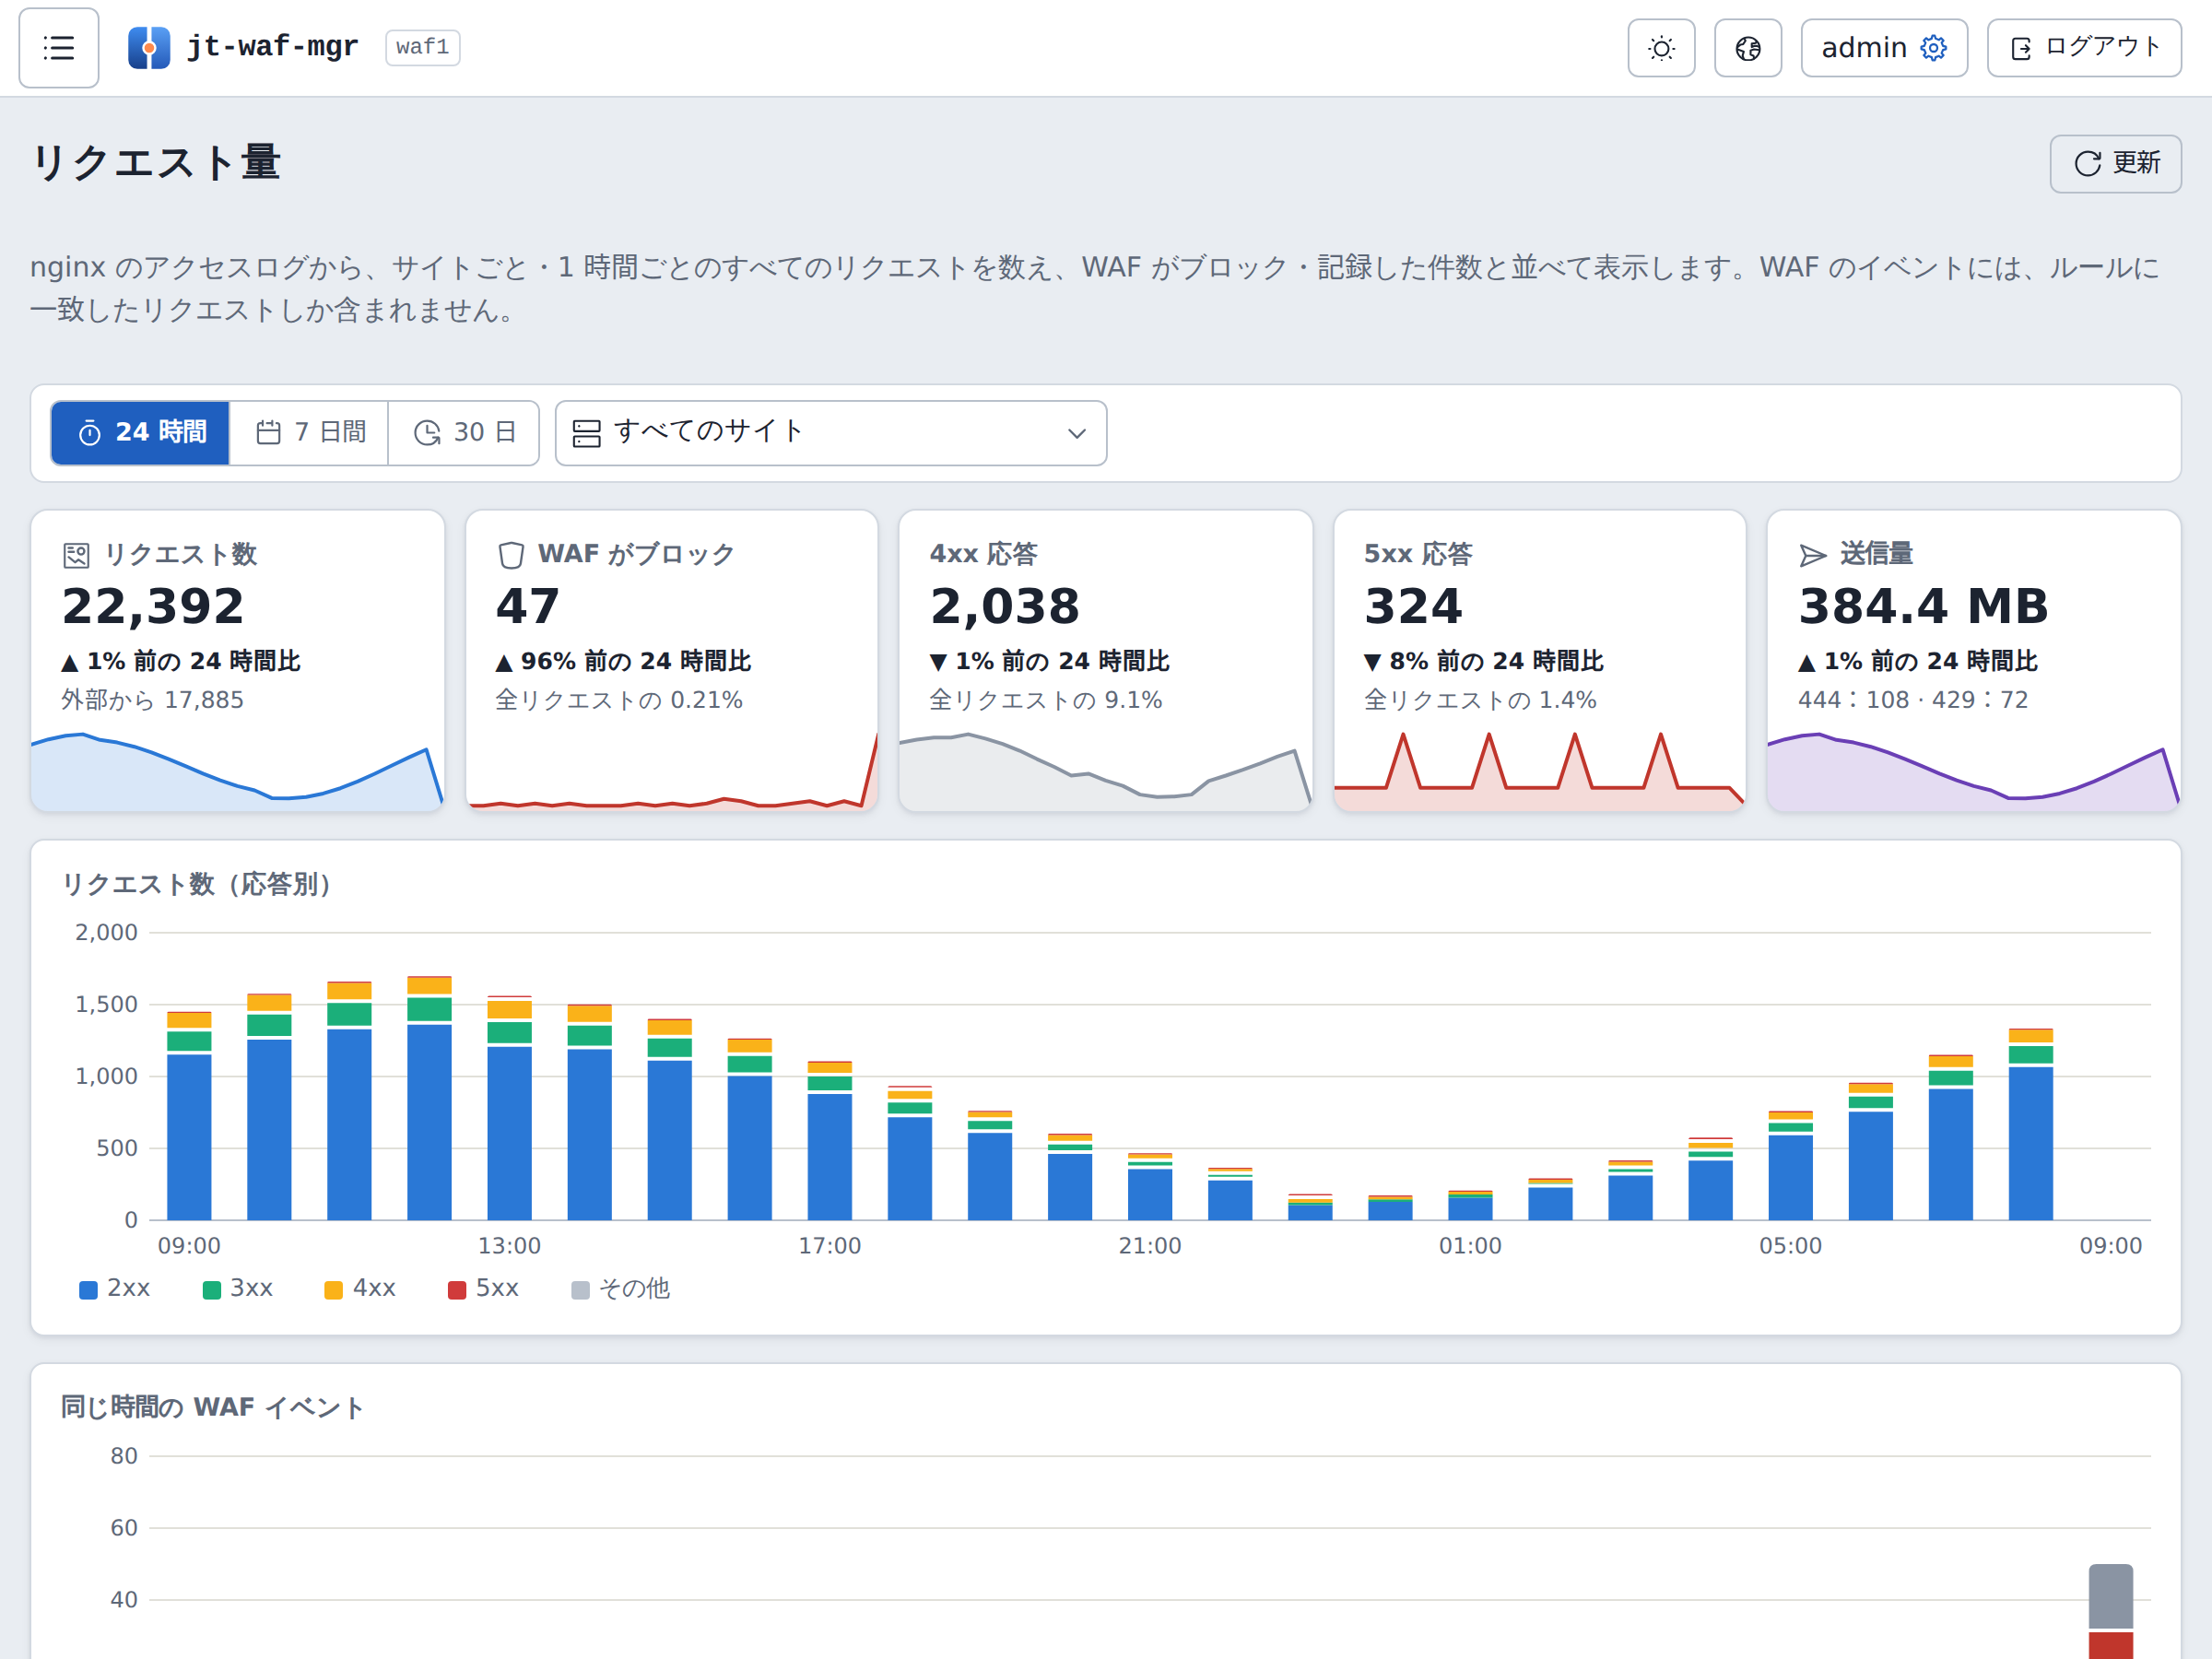 jt-waf-mgr waf1 admin ログアウト
リクエスト量
更新
nginx のアクセスログから、サイトごと・1 時間ごとのすべてのリクエストを数え、WAF がブロック・記録した件数と並べて表示します。WAF のイベントには、ルールに
一致したリクエストしか含まれません。
24 時間 7 日間 30 日 すべてのサイト
リクエスト数
22,392
▲ 1% 前の 24 時間比
外部から 17,885
WAF がブロック
47
▲ 96% 前の 24 時間比
全リクエストの 0.21%
4xx 応答
2,038
▼ 1% 前の 24 時間比
全リクエストの 9.1%
5xx 応答
324
▼ 8% 前の 24 時間比
全リクエストの 1.4%
送信量
384.4 MB
▲ 1% 前の 24 時間比
444：108 · 429：72
リクエスト数（応答別）
2,000
1,500
1,000
500
0
09:00 13:00 17:00 21:00 01:00 05:00 09:00
2xx 3xx 4xx 5xx その他
同じ時間の WAF イベント
80
60
40